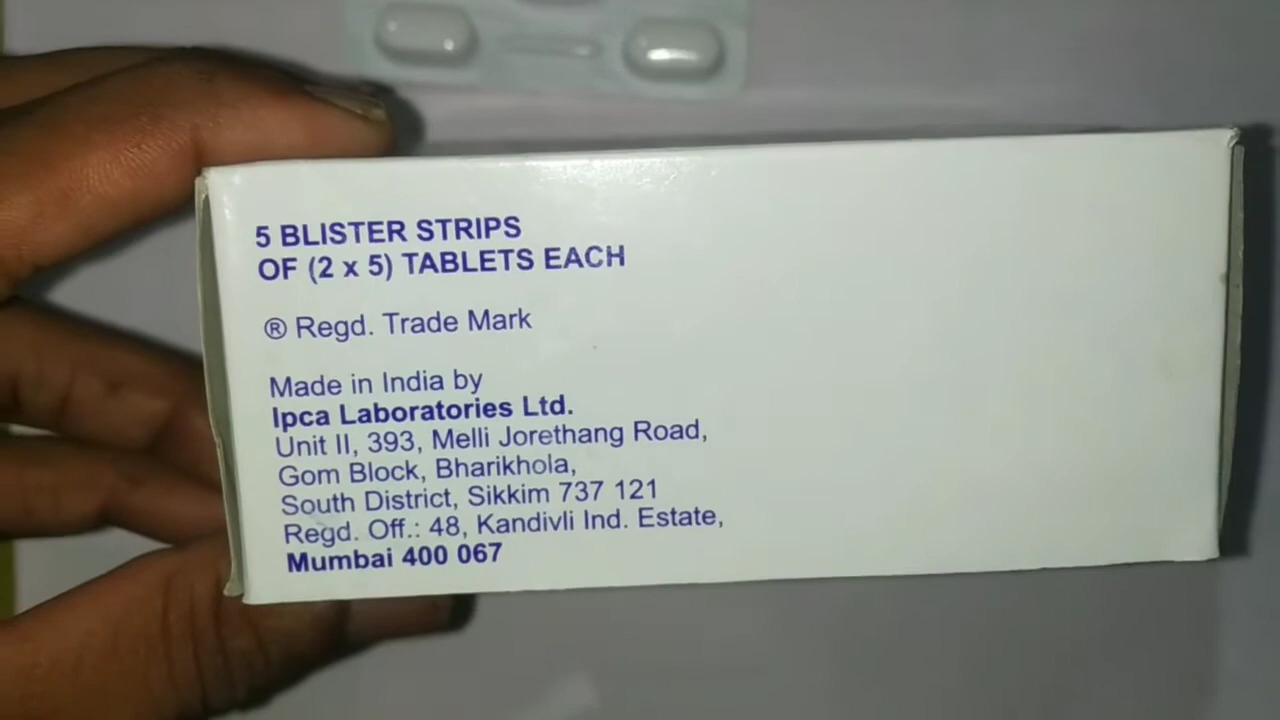 5 BLISTER STRIPS
OF (2 x 5) TABLETS EACH
® Regd. Trade Mark
Made in India by
Ipca Laboratories Ltd.
Unit II, 393, Melli Jorethang Road,
Gom Block, Bharikhola,
South District, Sikkim 737 121
Regd. Off.: 48, Kandivli Ind. Estate,
Mumbai 400 067